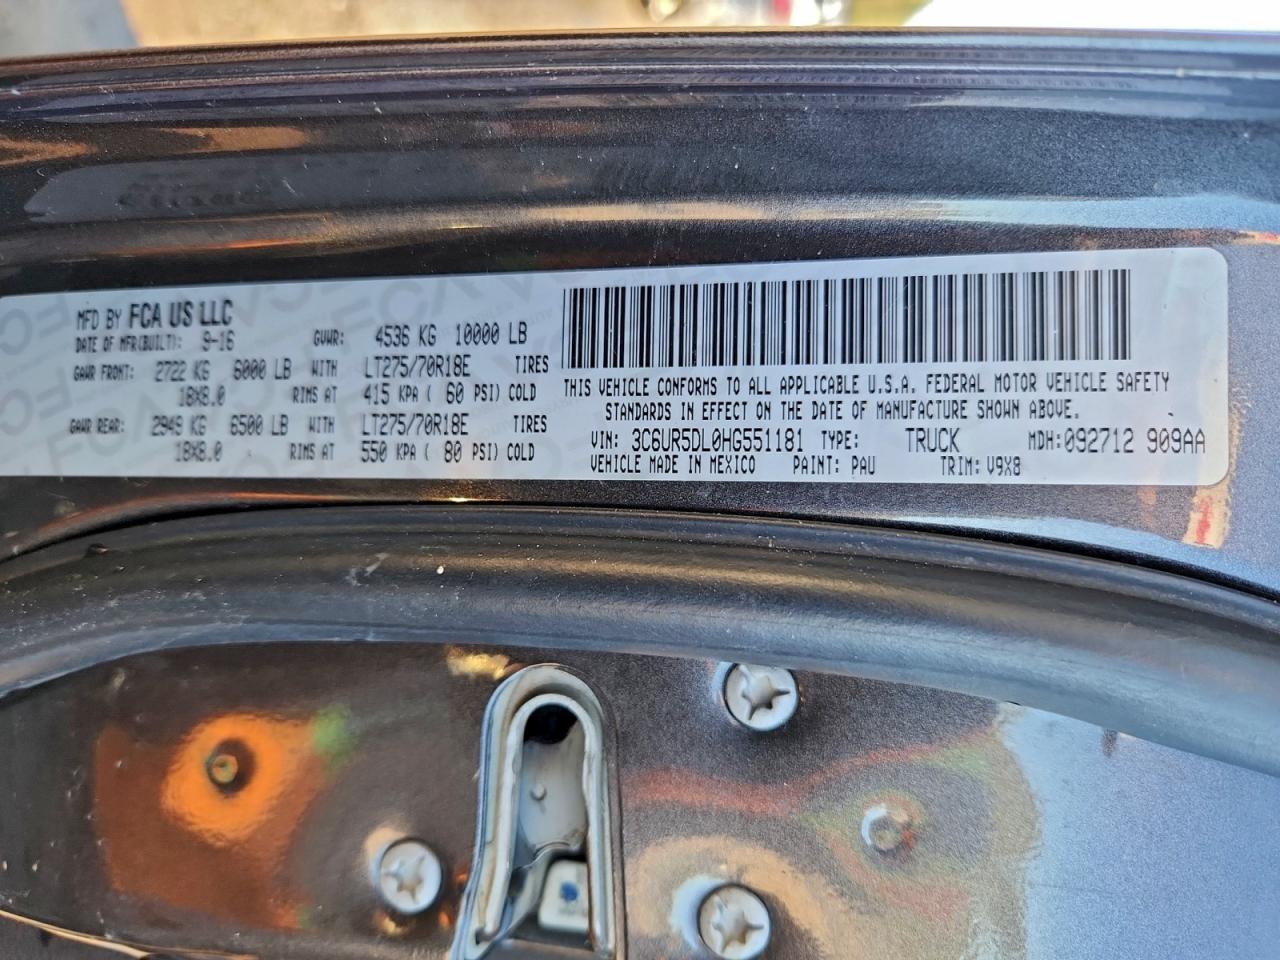 MFD BY FCA US LLC
DATE OF MFR(BUILT): 9-16 GVWR: 4536 KG 10000 LB
GAWR FRONT: 2722 KG 6000 LB WITH LT275/70R18E TIRES
18X8.0 RIMS AT 415 KPA ( 60 PSI) COLD
GAWR REAR: 2949 KG 6500 LB WITH LT275/70R18E TIRES
18X8.0 RIMS AT 550 KPA ( 80 PSI) COLD
THIS VEHICLE CONFORMS TO ALL APPLICABLE U.S.A. FEDERAL MOTOR VEHICLE SAFETY
STANDARDS IN EFFECT ON THE DATE OF MANUFACTURE SHOWN ABOVE.
VIN: 3C6UR5DL0HG551181 TYPE: TRUCK MDH:092712 909AA
VEHICLE MADE IN MEXICO PAINT: PAU TRIM: V9X8